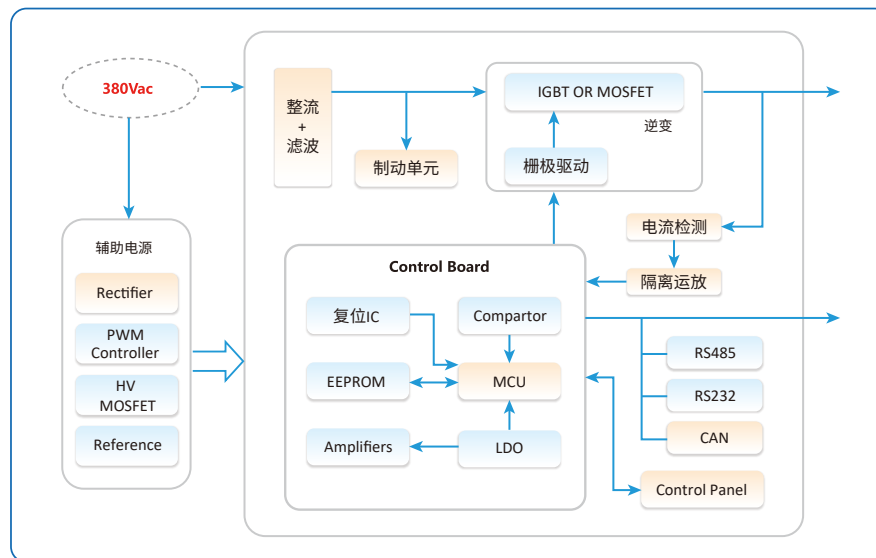 380Vac
整流
+
滤波
IGBT OR MOSFET
逆变
栅极驱动
制动单元
电流检测
隔离运放
辅助电源
Rectifier
PWM
Controller
HV
MOSFET
Reference
Control Board
复位IC
Compartor
EEPROM
MCU
Amplifiers
LDO
RS485
RS232
CAN
Control Panel